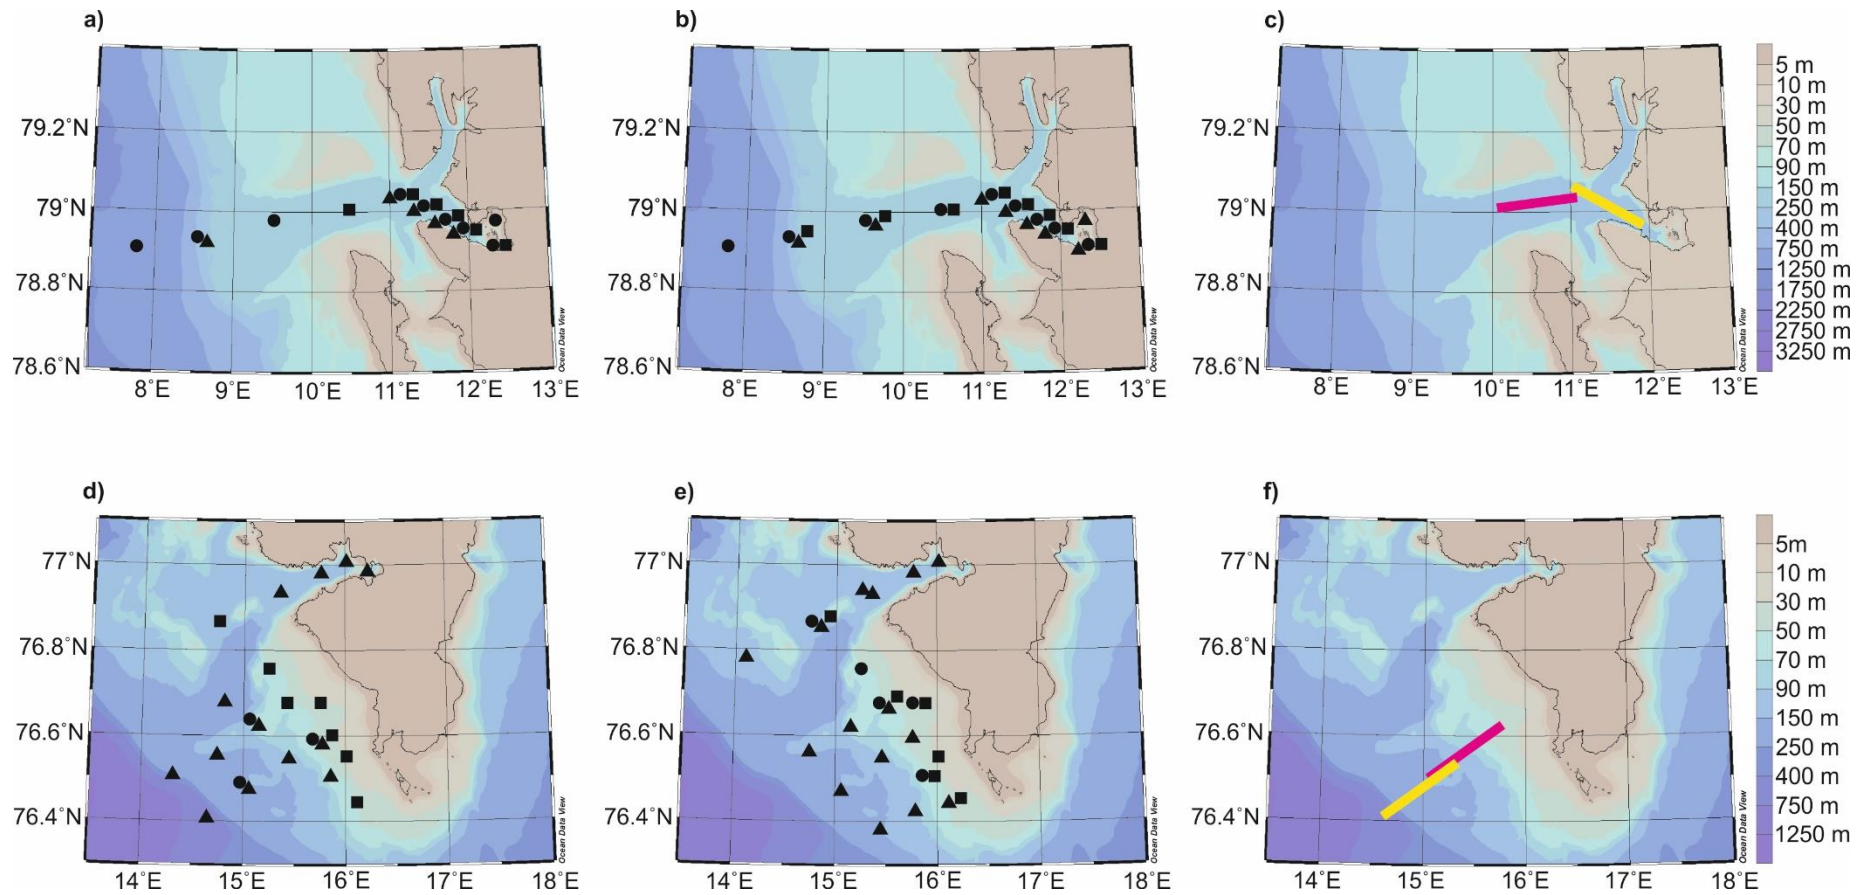 a)
b)
c)
79.2˚N
79˚N
78.8˚N
78.6˚N
8˚E
9˚E
10˚E
11˚E
12˚E
13˚E
Ocean Data View
79.2˚N
79˚N
78.8˚N
78.6˚N
8˚E
9˚E
10˚E
11˚E
12˚E
13˚E
Ocean Data View
79.2˚N
79˚N
78.8˚N
78.6˚N
8˚E
9˚E
10˚E
11˚E
12˚E
13˚E
Ocean Data View
5 m
10 m
30 m
50 m
70 m
90 m
150 m
250 m
400 m
750 m
1250 m
1750 m
2250 m
2750 m
3250 m
d)
e)
f)
77˚N
76.8˚N
76.6˚N
76.4˚N
14˚E
15˚E
16˚E
17˚E
18˚E
Ocean Data View
77˚N
76.8˚N
76.6˚N
76.4˚N
14˚E
15˚E
16˚E
17˚E
18˚E
Ocean Data View
77˚N
76.8˚N
76.6˚N
76.4˚N
14˚E
15˚E
16˚E
17˚E
18˚E
Ocean Data View
5m
10 m
30 m
50 m
70 m
90 m
150 m
250 m
400 m
750 m
1250 m